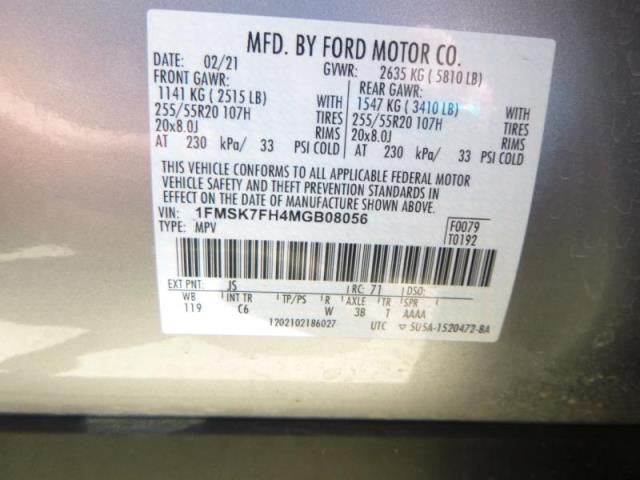 MFD. BY FORD MOTOR CO.
DATE: 02/21 GVWR: 2635 KG ( 5810 LB)
FRONT GAWR: REAR GAWR:
1141 KG ( 2515 LB) WITH 1547 KG ( 3410 LB) WITH
255/55R20 107H TIRES 255/55R20 107H TIRES
20x8.0J RIMS 20x8.0J RIMS
AT 230 kPa/ 33 PSI COLD AT 230 kPa/ 33 PSI COLD
THIS VEHICLE CONFORMS TO ALL APPLICABLE FEDERAL MOTOR
VEHICLE SAFETY AND THEFT PREVENTION STANDARDS IN
EFFECT ON THE DATE OF MANUFACTURE SHOWN ABOVE.
VIN: 1FMSK7FH4MGB08056 F0079
TYPE: MPV T0192
EXT PNT: JS RC: 71 DSO:
WB INT TR TP/PS R AXLE TR SPR
119 C6 W 3B T AAAA
1202102186027 UTC 5U5A-1520472-BA